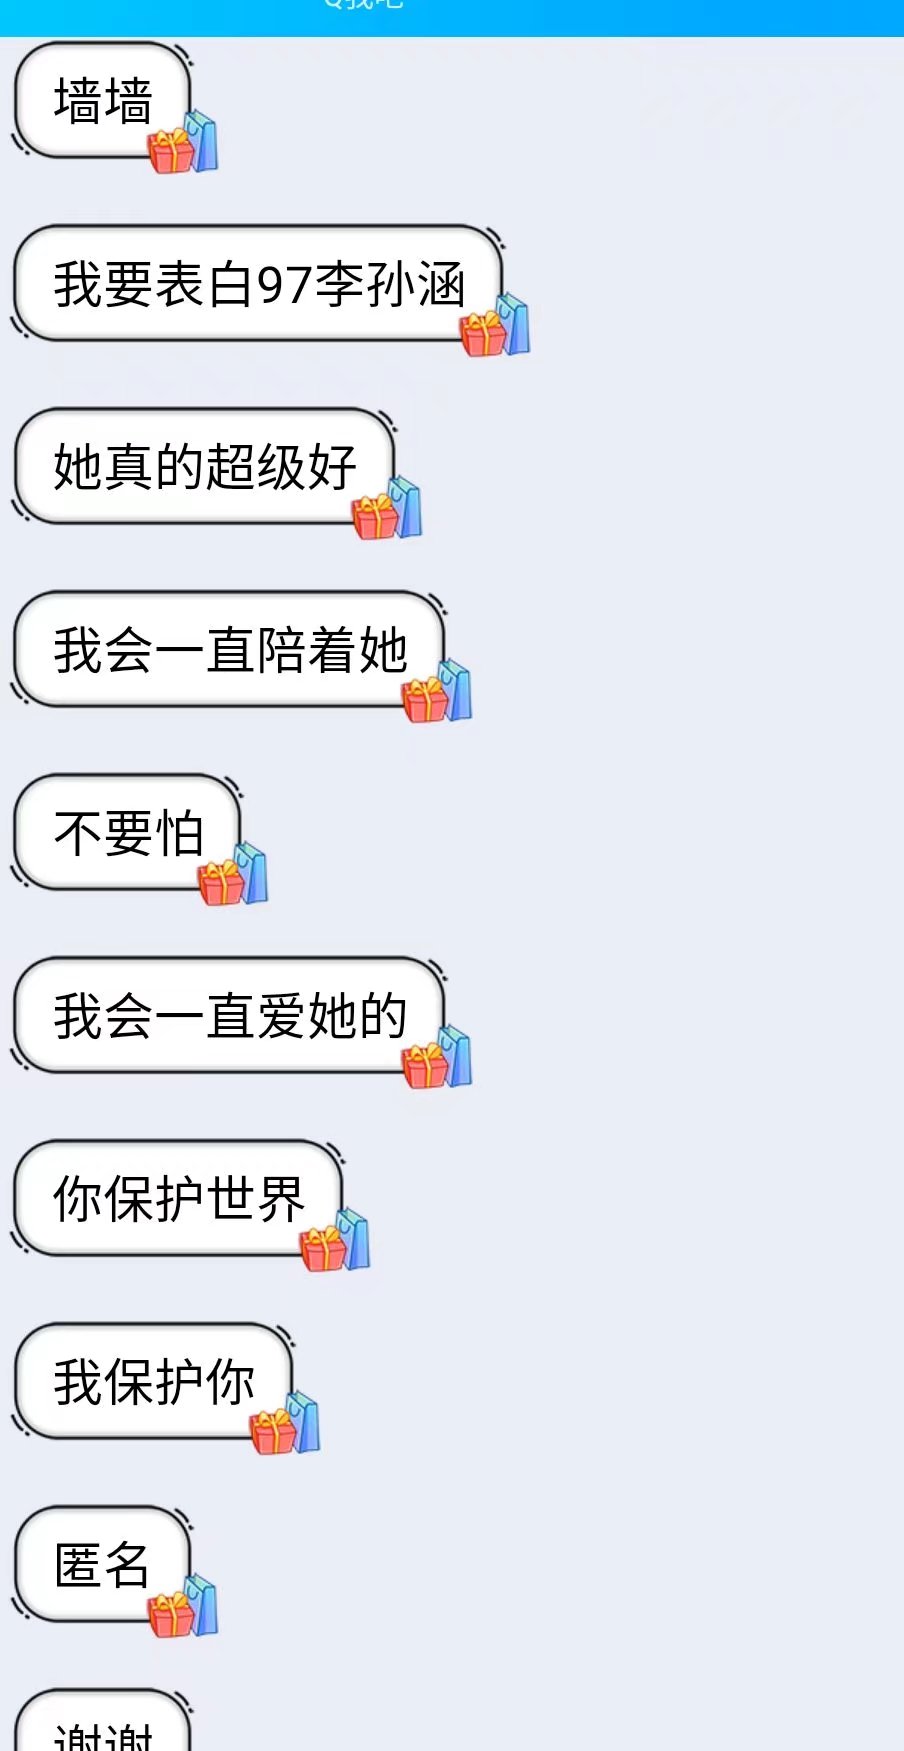 墙墙
我要表白97李孙涵
她真的超级好
我会一直陪着她
不要怕
我会一直爱她的
你保护世界
我保护你
匿名
谢谢